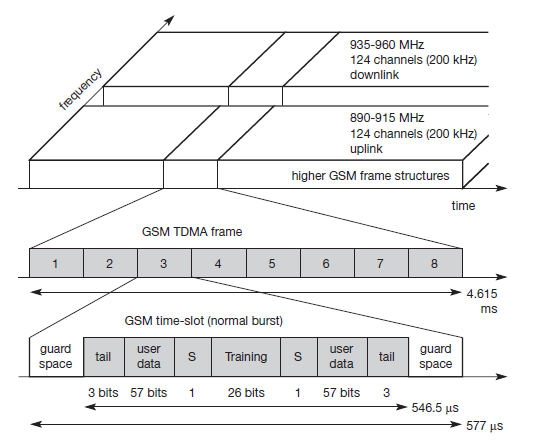 frequency
935-960 MHz
124 channels (200 kHz)
downlink
890-915 MHz
124 channels (200 kHz)
uplink
higher GSM frame structures
time
GSM TDMA frame
1 2 3 4 5 6 7 8
4.615
ms
GSM time-slot (normal burst)
guard
space
tail
user
data
S
Training
S
user
data
tail
guard
space
3 bits 57 bits 1 26 bits 1 57 bits 3
546.5 µs
577 µs